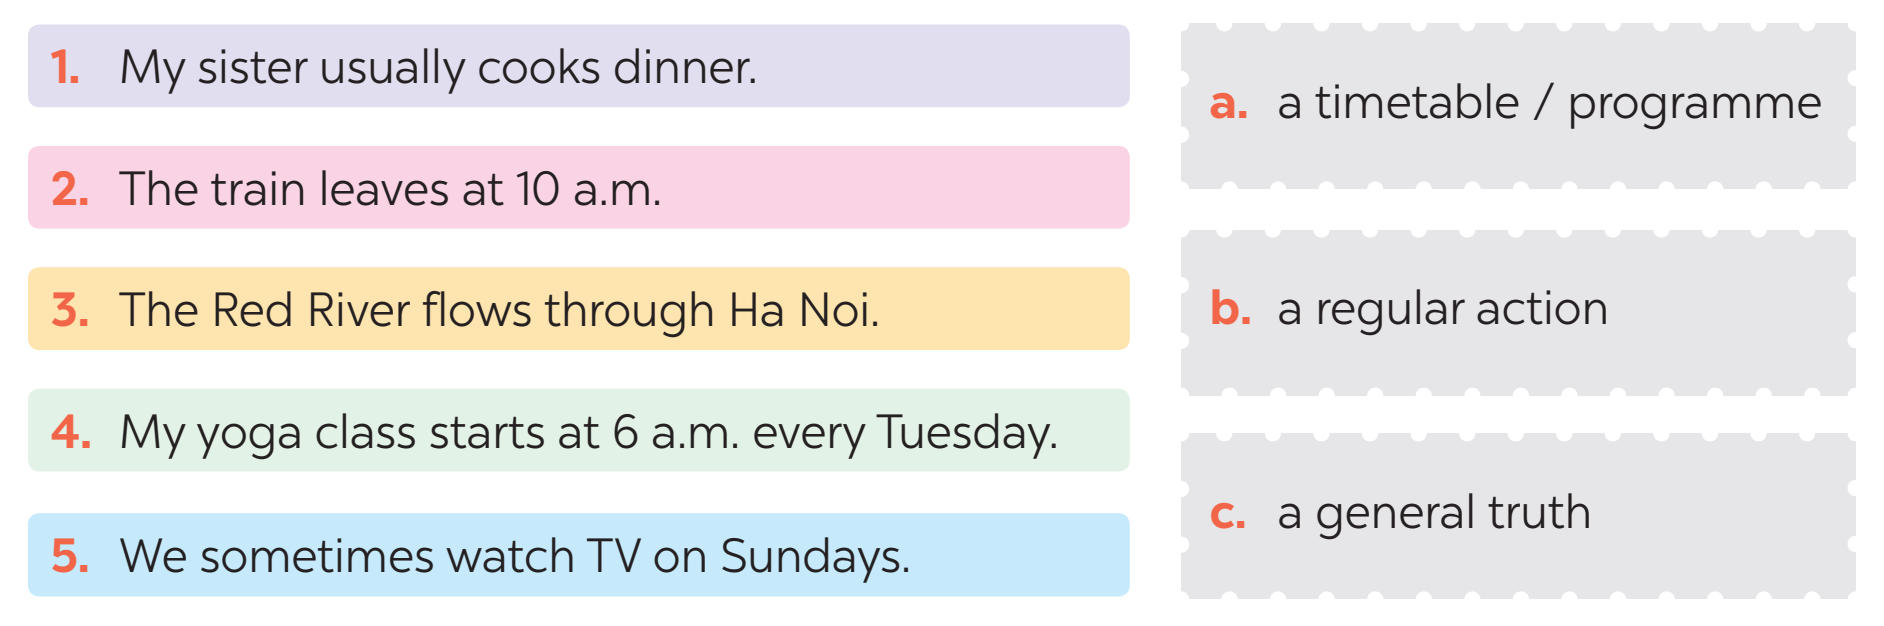 1. My sister usually cooks dinner.
2. The train leaves at 10 a.m.
3. The Red River flows through Ha Noi.
4. My yoga class starts at 6 a.m. every Tuesday.
5. We sometimes watch TV on Sundays.
a. a timetable / programme
b. a regular action
c. a general truth